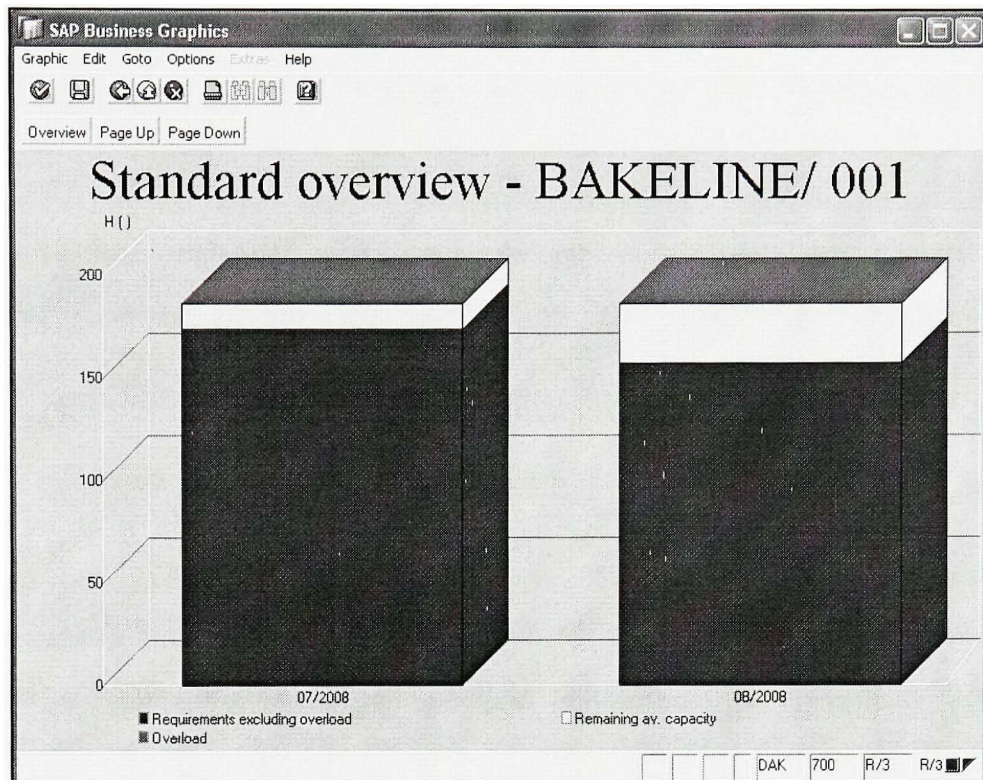 SAP Business Graphics
Graphic Edit Goto Options Extras Help
Overview Page Up Page Down
Standard overview - BAKELINE/ 001
H ( )
200
150
100
50
0
07/2008 08/2008
Requirements excluding overload Remaining av. capacity
Overload
DAK 700 R/3 R/3